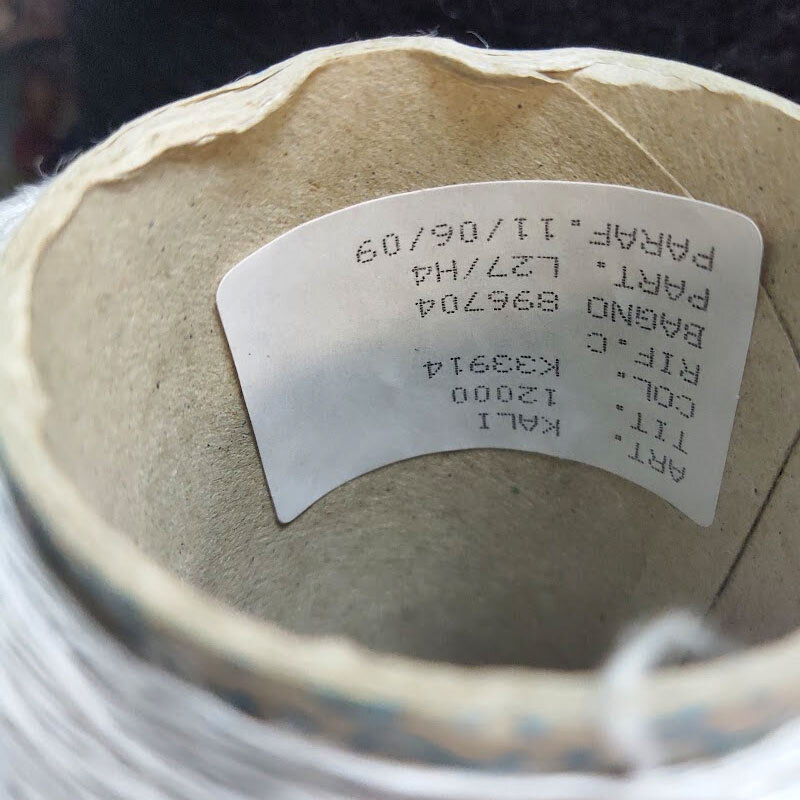 ART. KALI
TIT. 12000
COL. K33914
RIF.C
BAGNO 896704
PART. L27/H4
PARAF.11/06/09